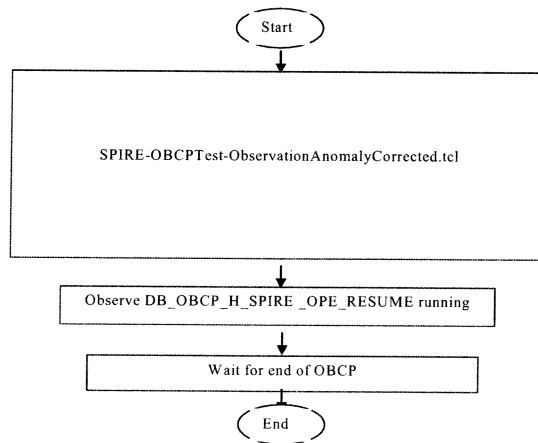 Start
SPIRE-OBCPTest-ObservationAnomalyCorrected.tcl
Observe DB_OBCP_H_SPIRE _OPE_RESUME running
Wait for end of OBCP
End